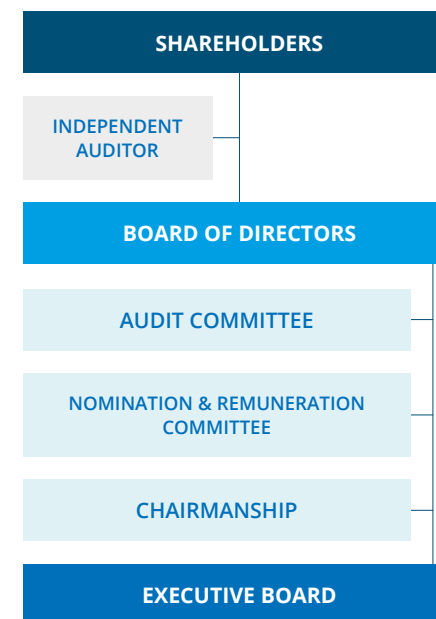 SHAREHOLDERS
INDEPENDENT
AUDITOR
BOARD OF DIRECTORS
AUDIT COMMITTEE
NOMINATION & REMUNERATION
COMMITTEE
CHAIRMANSHIP
EXECUTIVE BOARD